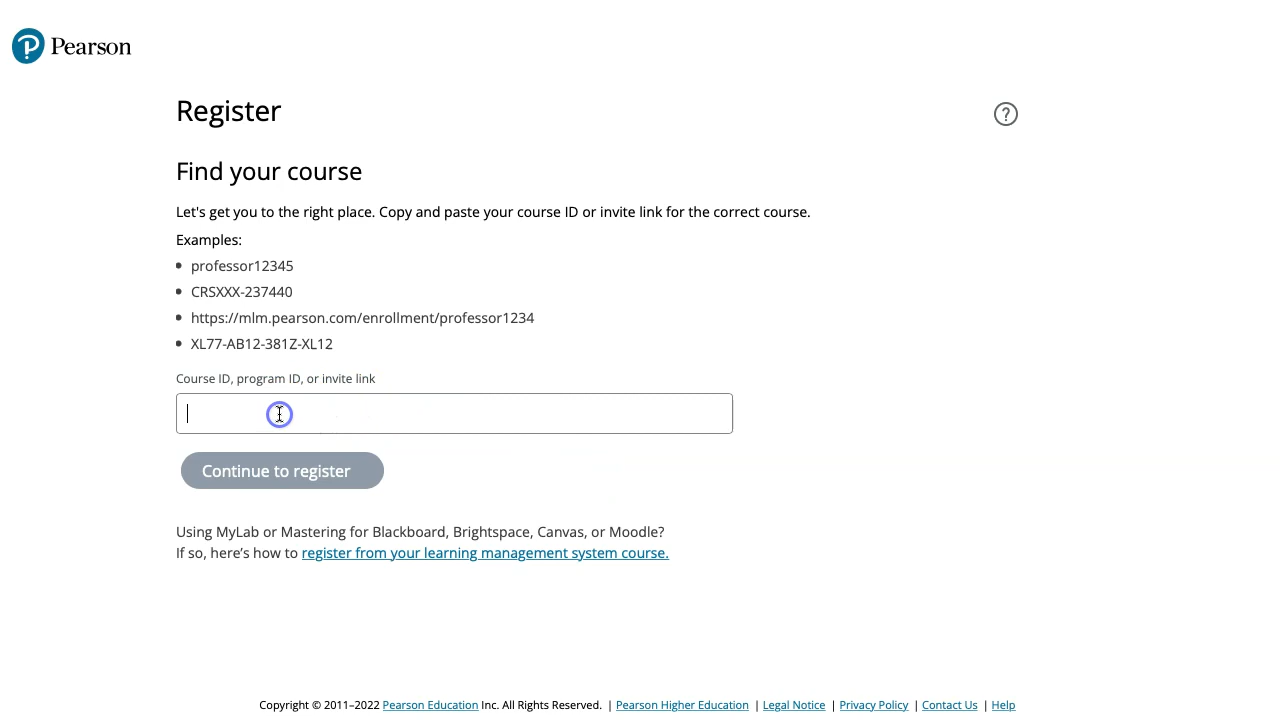 Pearson
Register
?
Find your course
Let's get you to the right place. Copy and paste your course ID or invite link for the correct course.
Examples:
professor12345
CRSXXX-237440
https://mlm.pearson.com/enrollment/professor1234
XL77-AB12-381Z-XL12
Course ID, program ID, or invite link
Continue to register
Using MyLab or Mastering for Blackboard, Brightspace, Canvas, or Moodle?
If so, here’s how to register from your learning management system course.
Copyright © 2011–2022 Pearson Education Inc. All Rights Reserved. | Pearson Higher Education | Legal Notice | Privacy Policy | Contact Us | Help